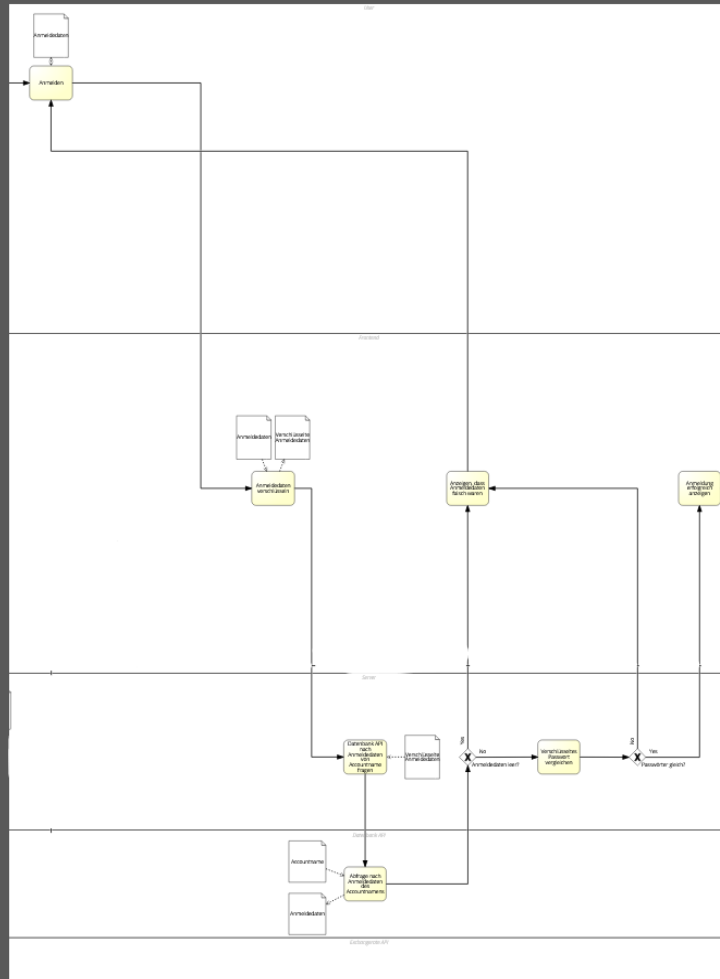 User
Anmeldedaten
Anmelden
Frontend
Anmeldedaten
Verschlüsselte
Anmeldedaten
Anmeldedaten
verschlüsseln
Anzeigen, dass
Anmeldedaten
falsch waren
Anmeldung
erfolgreich
anzeigen
Server
Datenbank API
nach
Anmeldedaten
von
Accountname
fragen
Verschlüsselte
Anmeldedaten
Yes
No
Anmeldedaten leer?
Verschlüsseltes
Passwort
vergleichen
No
Yes
Passwörter gleich?
Datenbank API
Accountname
Abfrage nach
Anmeldedaten
des
Accountnamens
Anmeldedaten
API